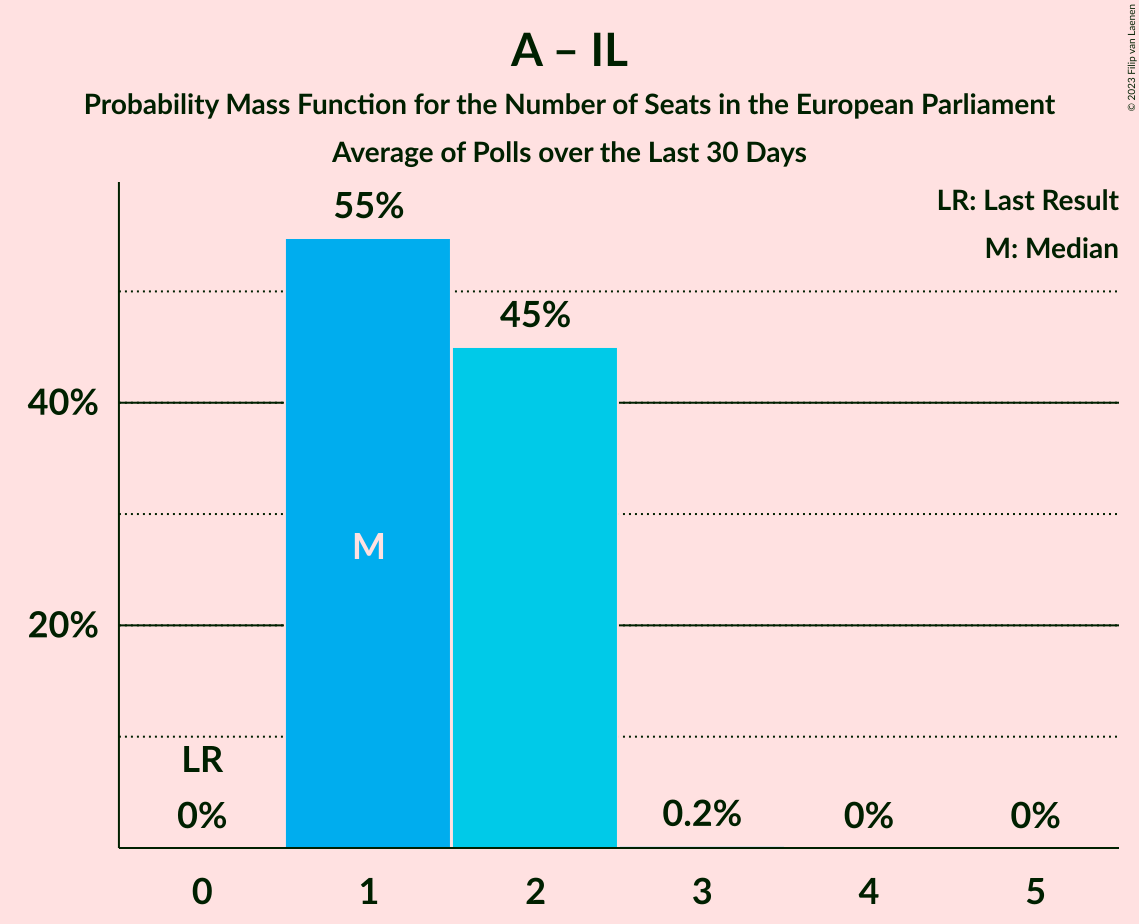 A – IL
Probability Mass Function for the Number of Seats in the European Parliament
Average of Polls over the Last 30 Days
© 2023 Filip van Laenen
LR: Last Result
M: Median
55%
45%
40%
M
20%
LR
0%
0.2%
0%
0%
0 1 2 3 4 5